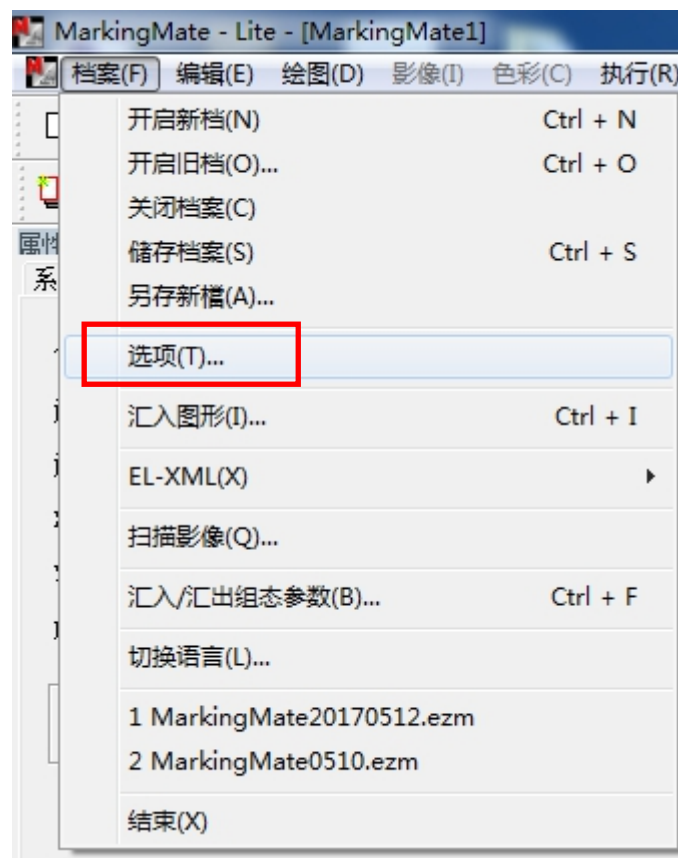 MarkingMate - Lite - [MarkingMate1]
档案(F) 编辑(E) 绘图(D) 影像(I) 色彩(C) 执行(R)
开启新档(N) Ctrl + N
开启旧档(O)... Ctrl + O
关闭档案(C)
属性
储存档案(S) Ctrl + S
系
另存新檔(A)...
选项(T)...
汇入图形(I)... Ctrl + I
EL-XML(X)
扫描影像(Q)...
汇入/汇出组态参数(B)... Ctrl + F
切换语言(L)...
1 MarkingMate20170512.ezm
2 MarkingMate0510.ezm
结束(X)